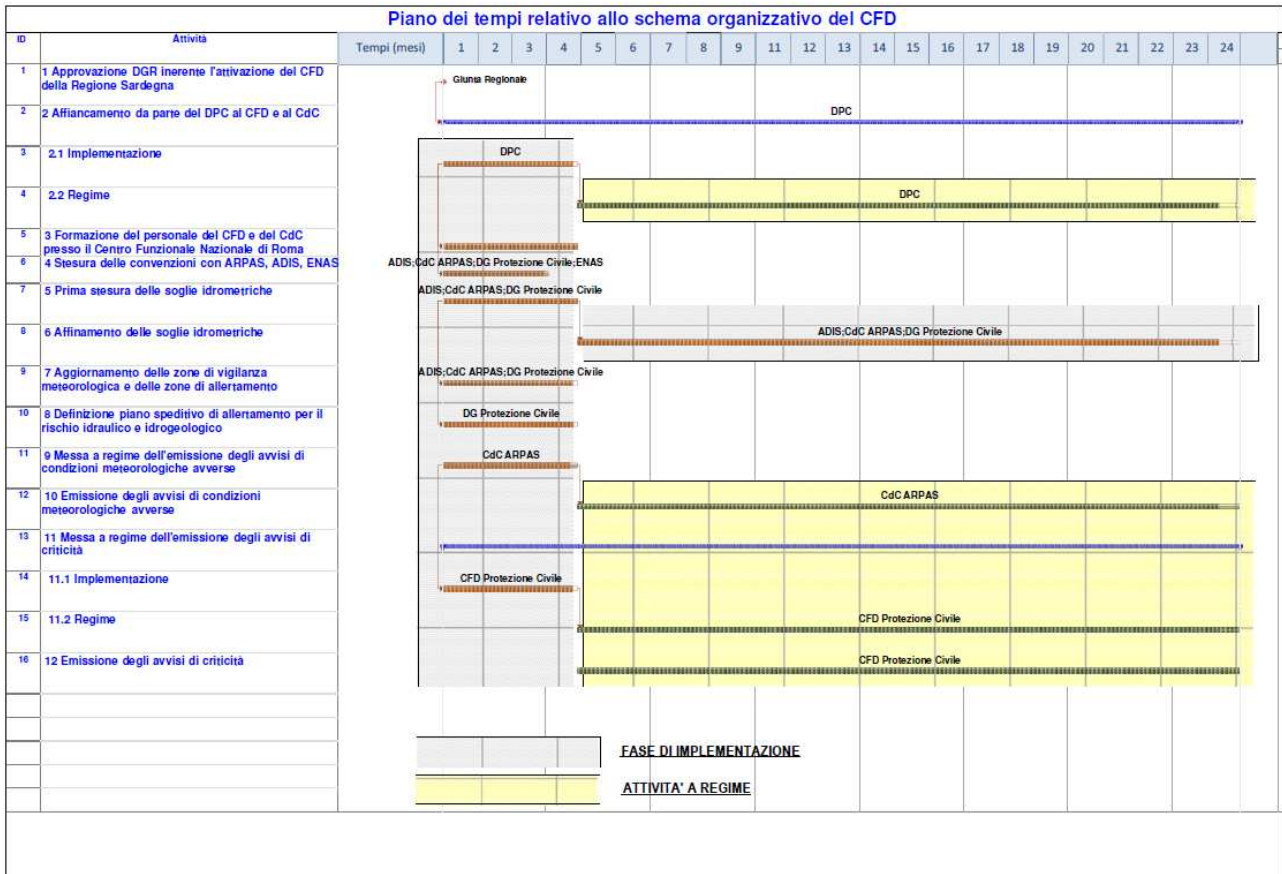 Piano dei tempi relativo allo schema organizzativo del CFD
ID Attività Tempi (mesi) 1 2 3 4 5 6 7 8 9 11 12 13 14 15 16 17 18 19 20 21 22 23 24
1 1 Approvazione DGR inerente l'attivazione del CFD
della Regione Sardegna
Giunta Regionale
2 2 Affiancamento da parte del DPC al CFD e al CdC
DPC
3 2.1 Implementazione
DPC
4 2.2 Regime
DPC
5 3 Formazione del personale del CFD e del CdC
presso il Centro Funzionale Nazionale di Roma
6 4 Stesura delle convenzioni con ARPAS, ADIS, ENAS
ADIS;CdC ARPAS;DG Protezione Civile;ENAS
7 5 Prima stesura delle soglie idrometriche
ADIS;CdC ARPAS;DG Protezione Civile
8 6 Affinamento delle soglie idrometriche
ADIS;CdC ARPAS;DG Protezione Civile
9 7 Aggiornamento delle zone di vigilanza
meteorologica e delle zone di allertamento
ADIS;CdC ARPAS;DG Protezione Civile
10 8 Definizione piano speditivo di allertamento per il
rischio idraulico e idrogeologico
DG Protezione Civile
11 9 Messa a regime dell'emissione degli avvisi di
condizioni meteorologiche avverse
CdC ARPAS
12 10 Emissione degli avvisi di condizioni
meteorologiche avverse
CdC ARPAS
13 11 Messa a regime dell'emissione degli avvisi di
criticità
14 11.1 Implementazione
CFD Protezione Civile
15 11.2 Regime
CFD Protezione Civile
16 12 Emissione degli avvisi di criticità
CFD Protezione Civile
FASE DI IMPLEMENTAZIONE
ATTIVITA' A REGIME